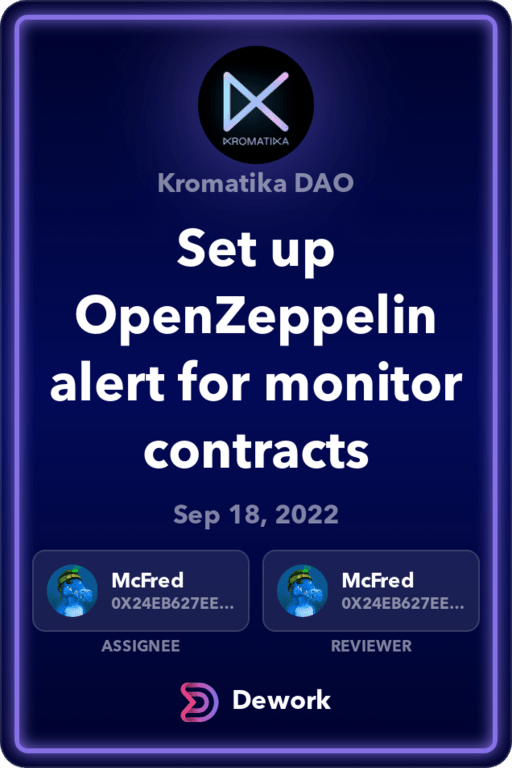 KROMATIKA
Kromatika DAO
Set up
OpenZeppelin
alert for monitor
contracts
Sep 18, 2022
McFred
0X24EB627EE...
ASSIGNEE
McFred
0X24EB627EE...
REVIEWER
Dework